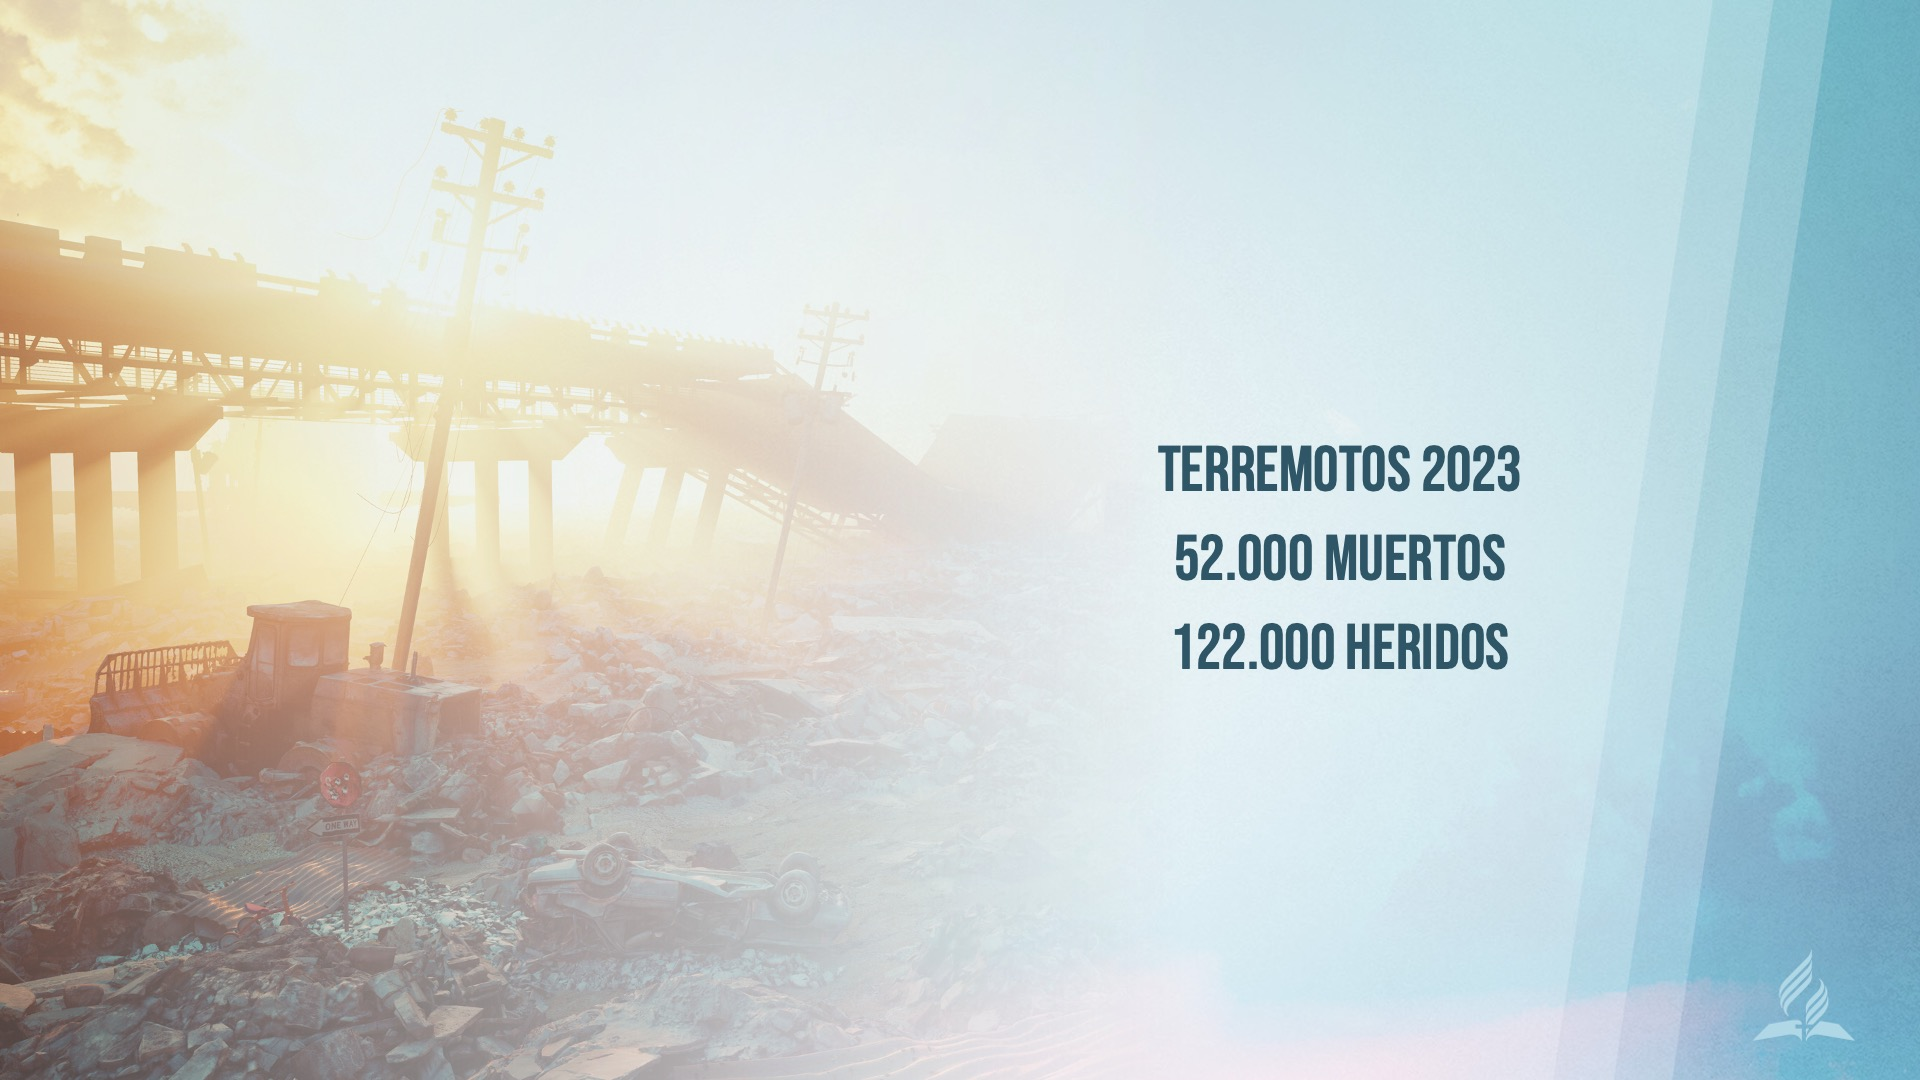 TERREMOTOS 2023
52.000 MUERTOS
122.000 HERIDOS
ONE WAY